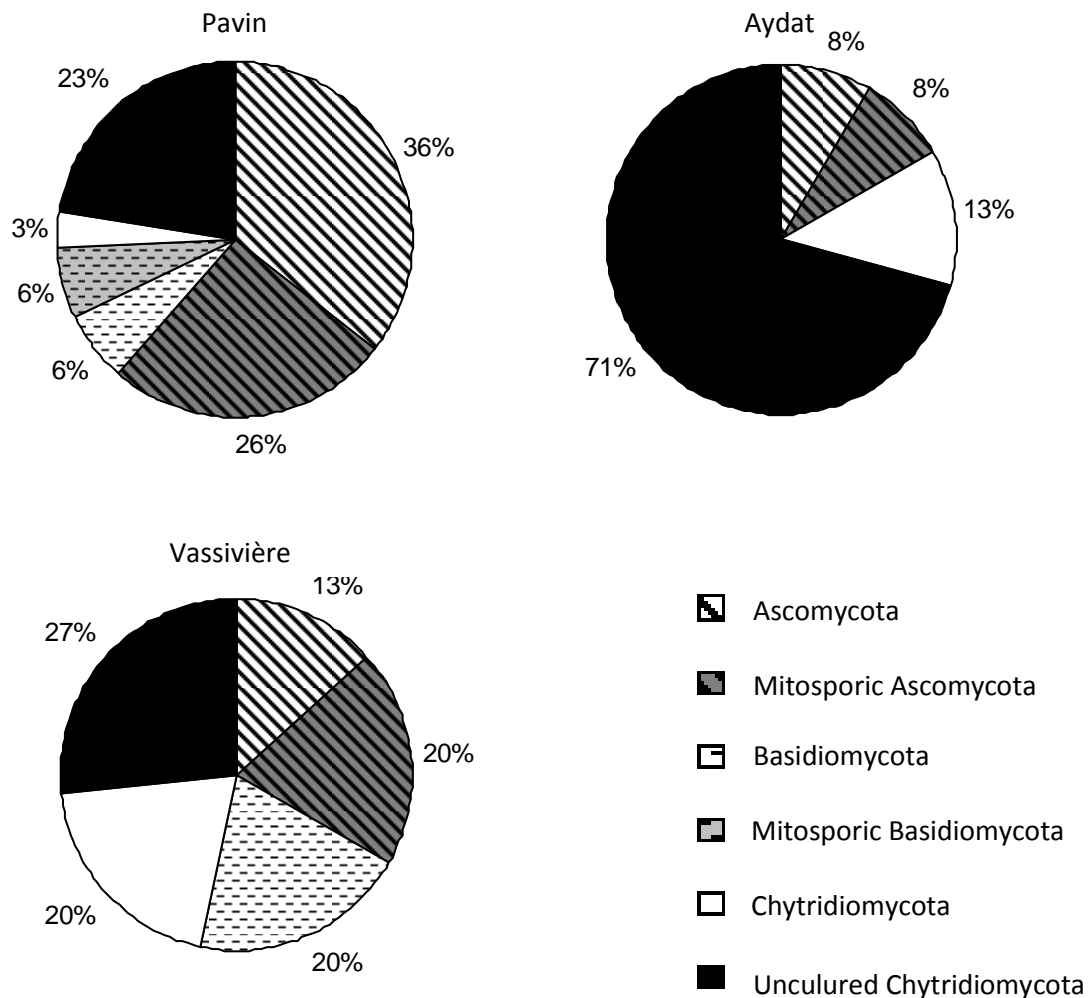 Pavin
23%
36%
3%
6%
6%
26%
Aydat
8%
8%
13%
71%
Vassivière
13%
27%
20%
20%
20%
Ascomycota
Mitosporic Ascomycota
Basidiomycota
Mitosporic Basidiomycota
Chytridiomycota
Unculured Chytridiomycota